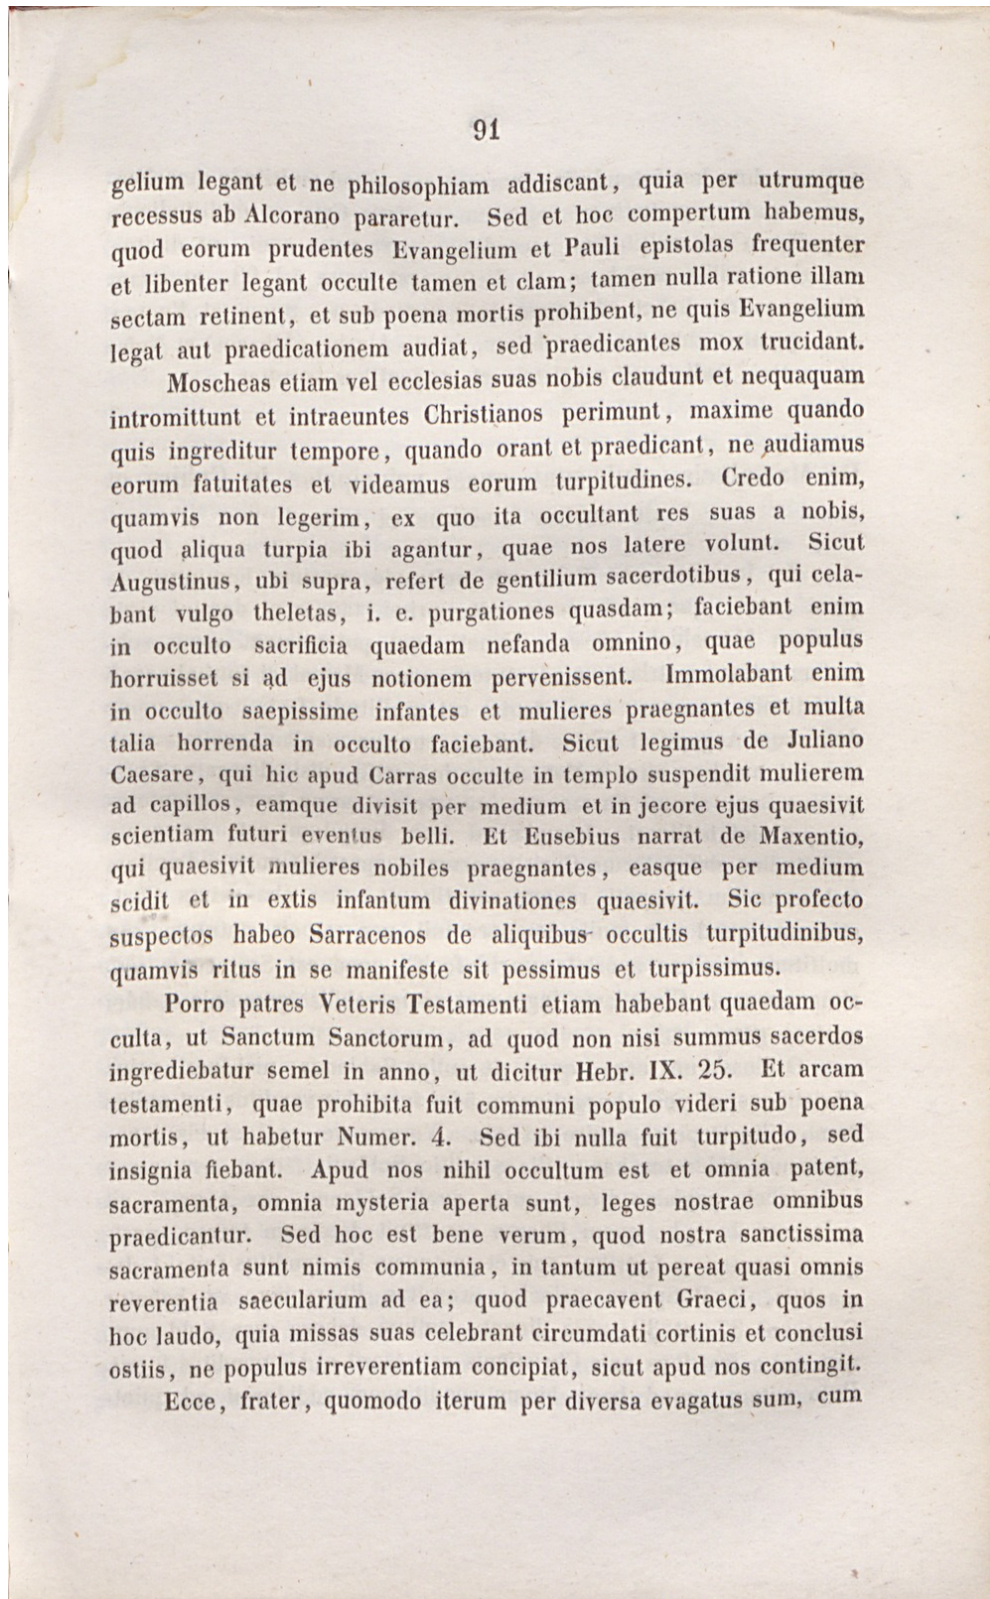 91
gelium legant et ne philosophiam addiscant, quia per utrumque
recessus ab Alcorano pararetur. Sed et hoc compertum habemus,
quod eorum prudentes Evangelium et Pauli epistolas frequenter
et libenter legant occulte tamen et clam; tamen nulla ratione illam
sectam retinent, et sub poena mortis prohibent, ne quis Evangelium
legat aut praedicationem audiat, sed praedicantes mox trucidant.
Moscheas etiam vel ecclesias suas nobis claudunt et nequaquam
intromittunt et intraeuntes Christianos perimunt, maxime quando
quis ingreditur tempore, quando orant et praedicant, ne audiamus
eorum fatuitates et videamus eorum turpitudines. Credo enim,
quamvis non legerim, ex quo ita occultant res suas a nobis,
quod aliqua turpia ibi agantur, quae nos latere volunt. Sicut
Augustinus, ubi supra, refert de gentilium sacerdotibus, qui cela-
bant vulgo theletas, i. e. purgationes quasdam; faciebant enim
in occulto sacrificia quaedam nefanda omnino, quae populus
horruisset si ad ejus notionem pervenissent. Immolabant enim
in occulto saepissime infantes et mulieres praegnantes et multa
talia horrenda in occulto faciebant. Sicut legimus de Juliano
Caesare, qui hic apud Carras occulte in templo suspendit mulierem
ad capillos, eamque divisit per medium et in jecore ejus quaesivit
scientiam futuri eventus belli. Et Eusebius narrat de Maxentio,
qui quaesivit mulieres nobiles praegnantes, easque per medium
scidit et in extis infantum divinationes quaesivit. Sic profecto
suspectos habeo Sarracenos de aliquibus occultis turpitudinibus,
quamvis ritus in se manifeste sit pessimus et turpissimus.
Porro patres Veteris Testamenti etiam habebant quaedam oc-
culta, ut Sanctum Sanctorum, ad quod non nisi summus sacerdos
ingrediebatur semel in anno, ut dicitur Hebr. IX. 25. Et arcam
testamenti, quae prohibita fuit communi populo videri sub poena
mortis, ut habetur Numer. 4. Sed ibi nulla fuit turpitudo, sed
insignia fiebant. Apud nos nihil occultum est et omnia patent,
sacramenta, omnia mysteria aperta sunt, leges nostrae omnibus
praedicantur. Sed hoc est bene verum, quod nostra sanctissima
sacramenta sunt nimis communia, in tantum ut pereat quasi omnis
reverentia saecularium ad ea; quod praecavent Graeci, quos in
hoc laudo, quia missas suas celebrant circumdati cortinis et conclusi
ostiis, ne populus irreverentiam concipiat, sicut apud nos contingit.
Ecce, frater, quomodo iterum per diversa evagatus sum, cum